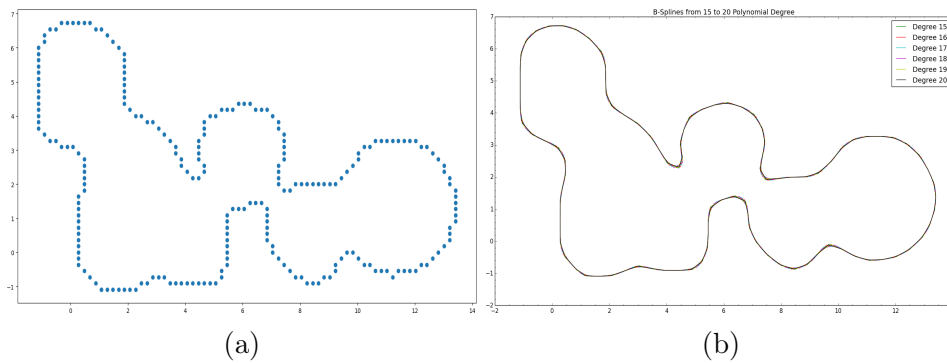 B-Splines from 15 to 20 Polynomial Degree
7
6
5
4
3
2
1
0
−1
0 2 4 6 8 10 12 14
7
6
5
4
3
2
1
0
−1
−2
−2 0 2 4 6 8 10 12
Degree 15
Degree 16
Degree 17
Degree 18
Degree 19
Degree 20
(a) (b)